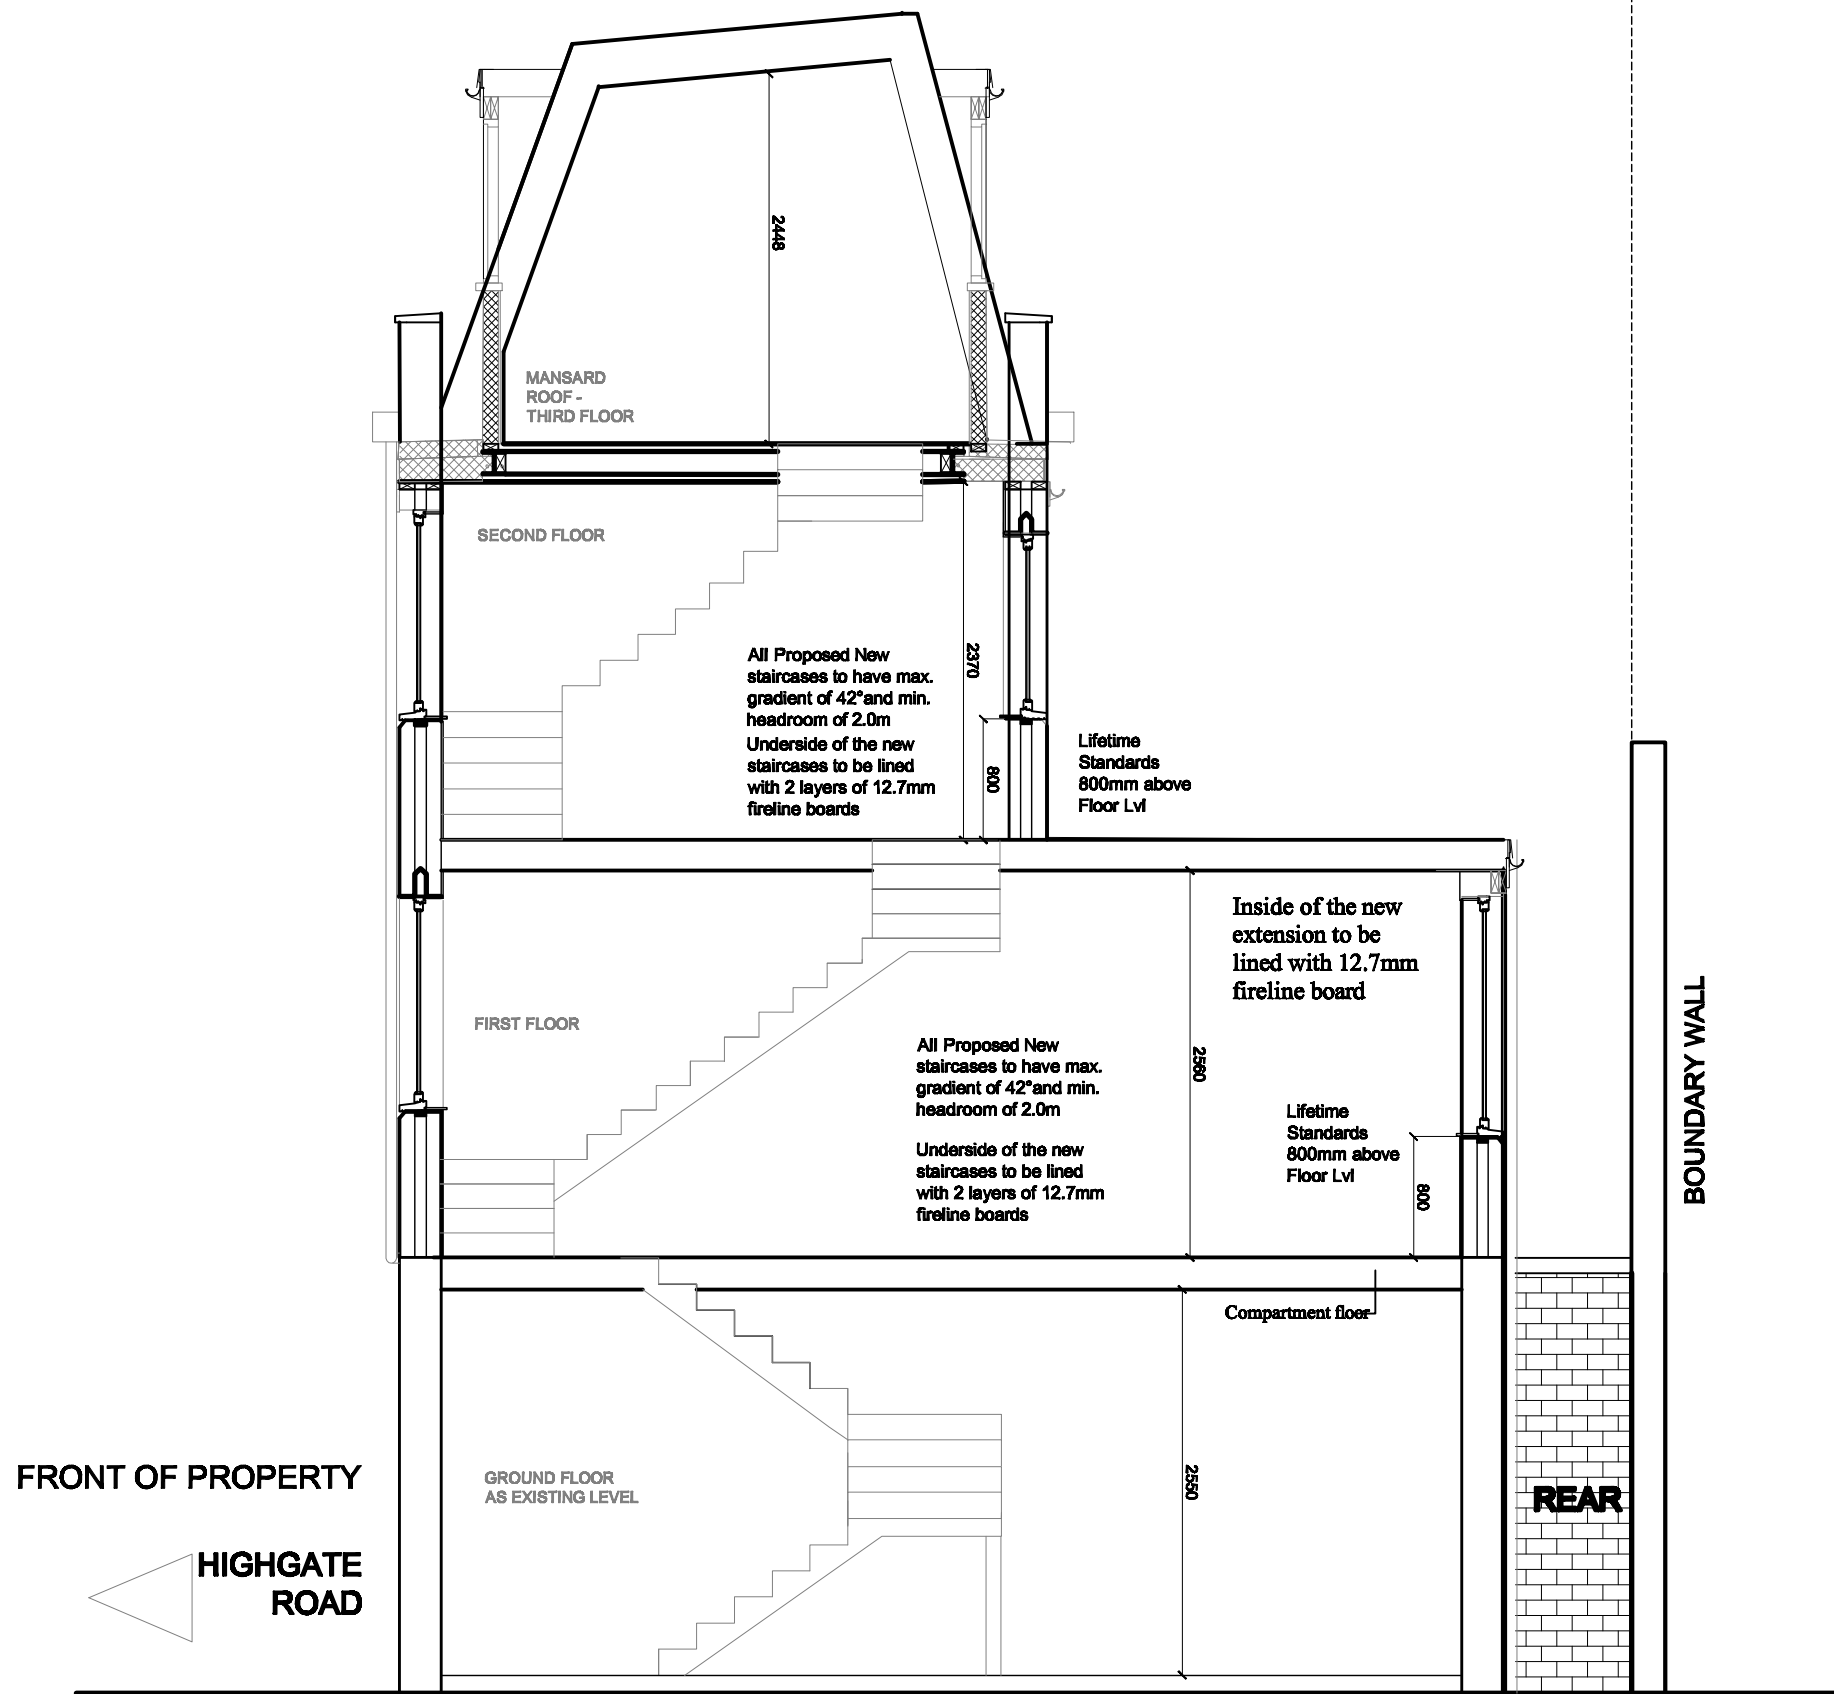 2448
MANSARD
ROOF -
THIRD FLOOR
SECOND FLOOR
All Proposed New
staircases to have max.
gradient of 42°and min.
headroom of 2.0m
Underside of the new
staircases to be lined
with 2 layers of 12.7mm
fireline boards
2370
800
Lifetime
Standards
800mm above
Floor Lvl
Inside of the new
extension to be
lined with 12.7mm
fireline board
FIRST FLOOR
All Proposed New
staircases to have max.
gradient of 42°and min.
headroom of 2.0m
Underside of the new
staircases to be lined
with 2 layers of 12.7mm
fireline boards
2560
Lifetime
Standards
800mm above
Floor Lvl
800
BOUNDARY WALL
Compartment floor
FRONT OF PROPERTY
GROUND FLOOR
AS EXISTING LEVEL
2550
REAR
HIGHGATE
ROAD